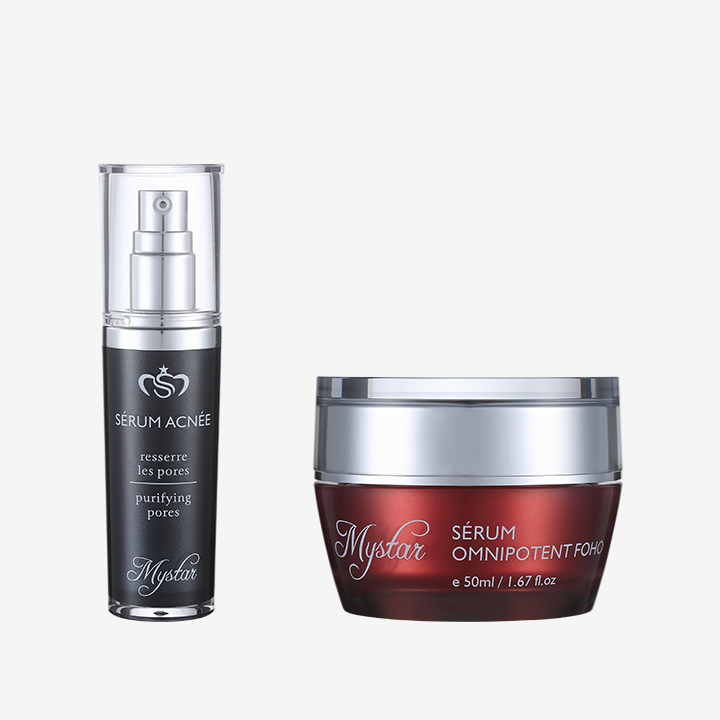 SÉRUM ACNÉE
resserre
les pores
purifying
pores
Mystar
Mystar
SÉRUM
OMNIPOTENT FOHO
e 50ml / 1.67 fl.oz